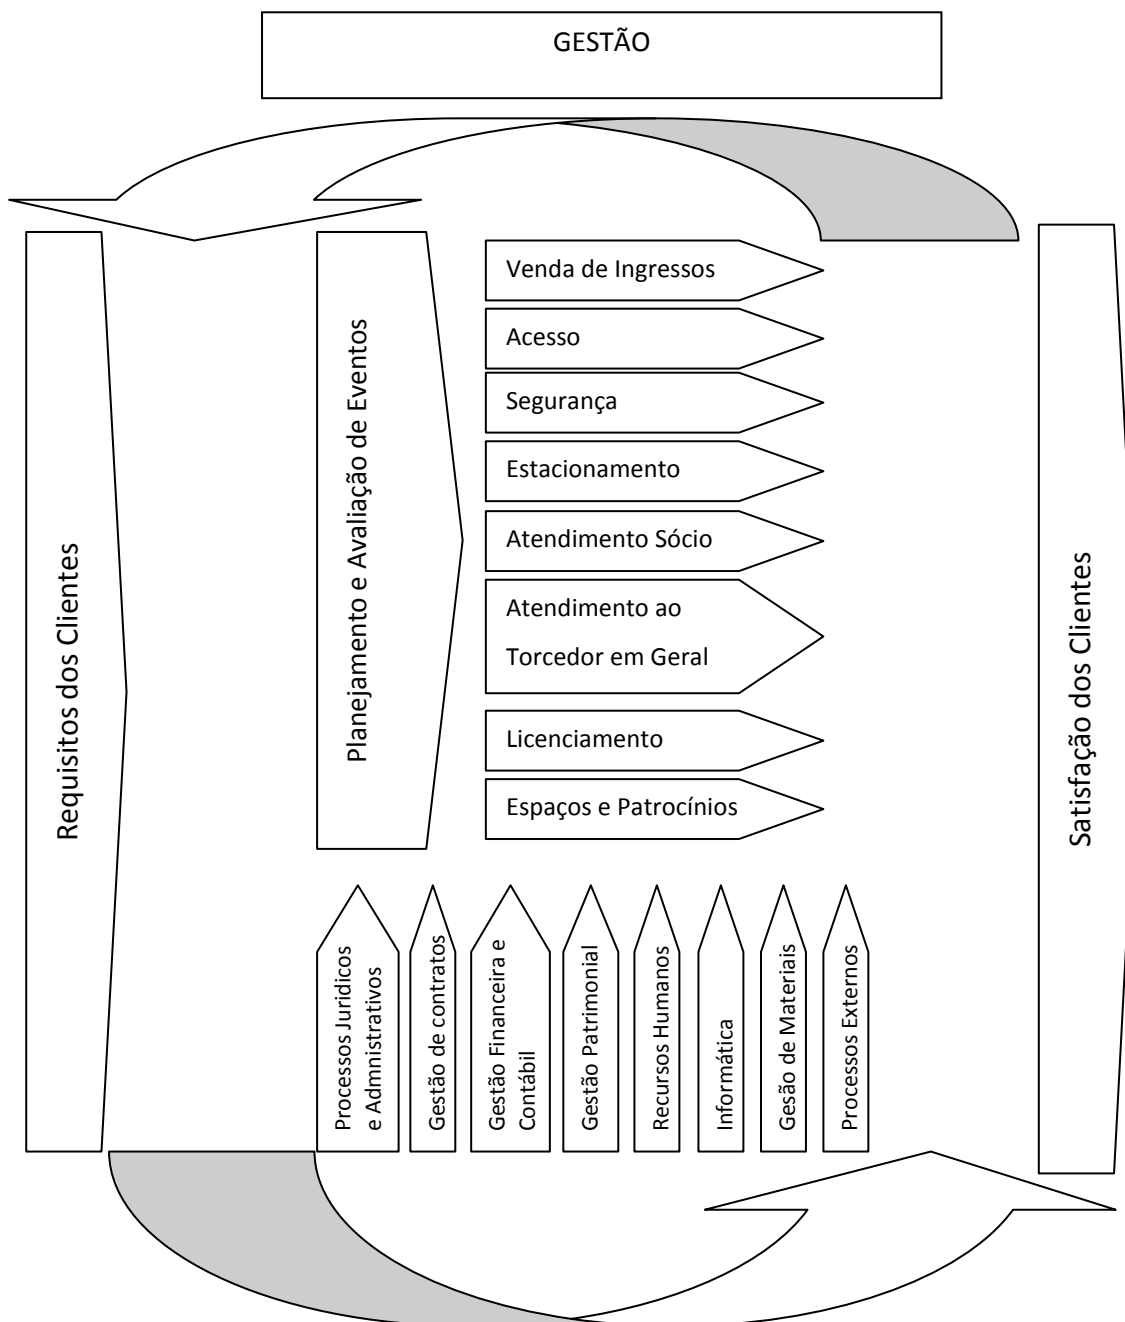 GESTÃO
Requisitos dos Clientes
Planejamento e Avaliação de Eventos
Venda de Ingressos
Acesso
Segurança
Estacionamento
Atendimento Sócio
Atendimento ao
Torcedor em Geral
Licenciamento
Espaços e Patrocínios
Processos Juridicos
e Admnistrativos
Gestão de contratos
Gestão Financeira e
Contábil
Gestão Patrimonial
Recursos Humanos
Informática
Gesão de Materiais
Processos Externos
Satisfação dos Clientes